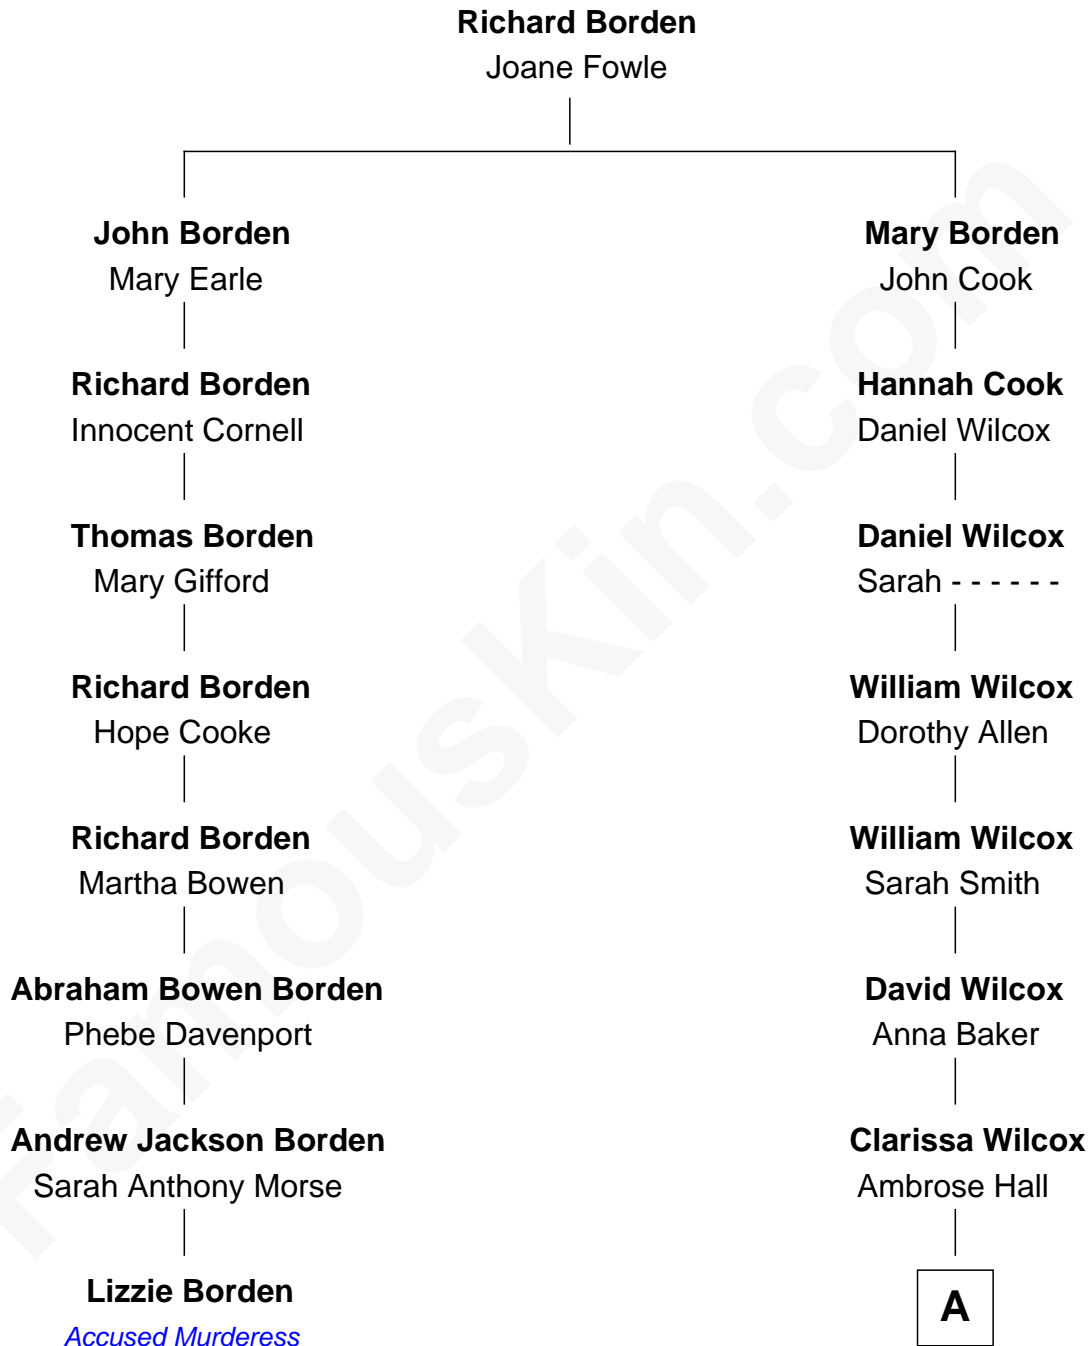 Richard Borden
Joane Fowle
John Borden
Mary Earle
Mary Borden
John Cook
Richard Borden
Innocent Cornell
Hannah Cook
Daniel Wilcox
Thomas Borden
Mary Gifford
Daniel Wilcox
Sarah - - - - - -
Richard Borden
Hope Cooke
William Wilcox
Dorothy Allen
Richard Borden
Martha Bowen
William Wilcox
Sarah Smith
Abraham Bowen Borden
Phebe Davenport
David Wilcox
Anna Baker
Andrew Jackson Borden
Sarah Anthony Morse
Clarissa Wilcox
Ambrose Hall
Lizzie Borden
Accused Murderess
A
FamousKin.com